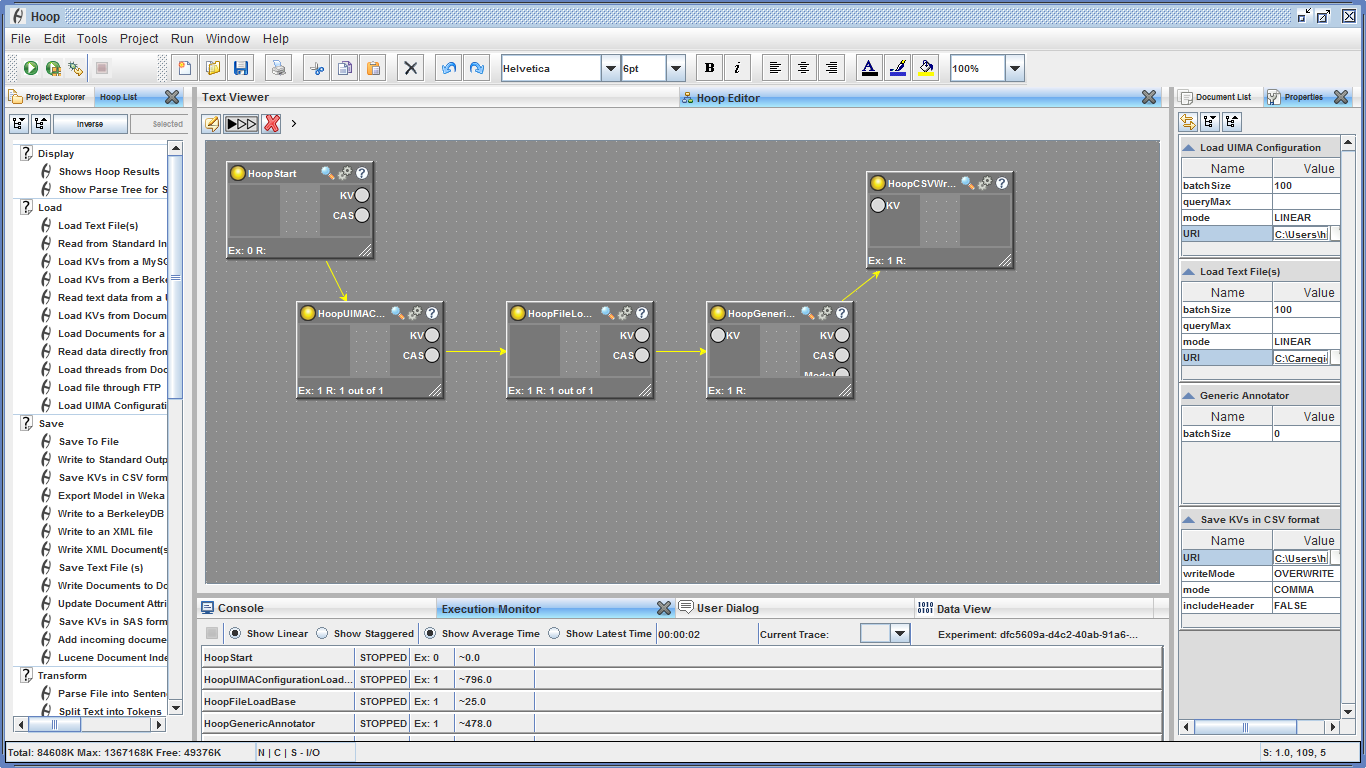 Hoop
File Edit Tools Project Run Window Help
Helvetica 6pt B i A 100%
Project Explorer Hoop List
Inverse Selected
? Display
Shows Hoop Results
Show Parse Tree for S
? Load
Load Text File(s)
Read from Standard In
Load KVs from a MySQ
Load KVs from a Berke
Read text data from a
Load KVs from Docum
Load Documents for a
Read data directly from
Load threads from Doc
Load file through FTP
Load UIMA Configurati
? Save
Save To File
Write to Standard Outp
Save KVs in CSV form
Export Model in Weka
Write to a BerkeleyDB
Write to an XML file
Write XML Document(s
Save Text File (s)
Write Documents to Do
Update Document Attri
Save KVs in SAS form
Add incoming docume
Lucene Document Inde
? Transform
Parse File into Senten
Split Text into Tokens
Text Viewer Hoop Editor
>
HoopStart ?
KV
CAS
Ex: 0 R:
HoopCSVWr... ?
KV
Ex: 1 R:
HoopUIMAC... ?
KV
CAS
Ex: 1 R: 1 out of 1
HoopFileLo... ?
KV
CAS
Ex: 1 R: 1 out of 1
HoopGeneri... ?
KV KV
CAS
Model
Ex: 1 R:
Console Execution Monitor User Dialog Data View
Show Linear Show Staggered Show Average Time Show Latest Time 00:00:02 Current Trace: Experiment: dfc5609a-d4c2-40ab-91a6-...
HoopStart STOPPED Ex: 0 ~0.0
HoopUIMAConfigurationLoad... STOPPED Ex: 1 ~796.0
HoopFileLoadBase STOPPED Ex: 1 ~25.0
HoopGenericAnnotator STOPPED Ex: 1 ~478.0
Document List Properties
Load UIMA Configuration
Name Value
batchSize 100
queryMax
mode LINEAR
URI C:\Users\h
Load Text File(s)
Name Value
batchSize 100
queryMax
mode LINEAR
URI C:\Carnegi
Generic Annotator
Name Value
batchSize 0
Save KVs in CSV format
Name Value
URI C:\Users\h
writeMode OVERWRITE
mode COMMA
includeHeader FALSE
Total: 84608K Max: 1367168K Free: 49376K N | C | S - I/O S: 1.0, 109, 5